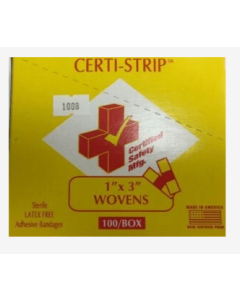 CERTI-STRIP™
1008
Certified
Safety
Mfg.
1" x 3"
WOVENS
Sterile
LATEX FREE
Adhesive Bandages
100/BOX
MADE IN AMERICA